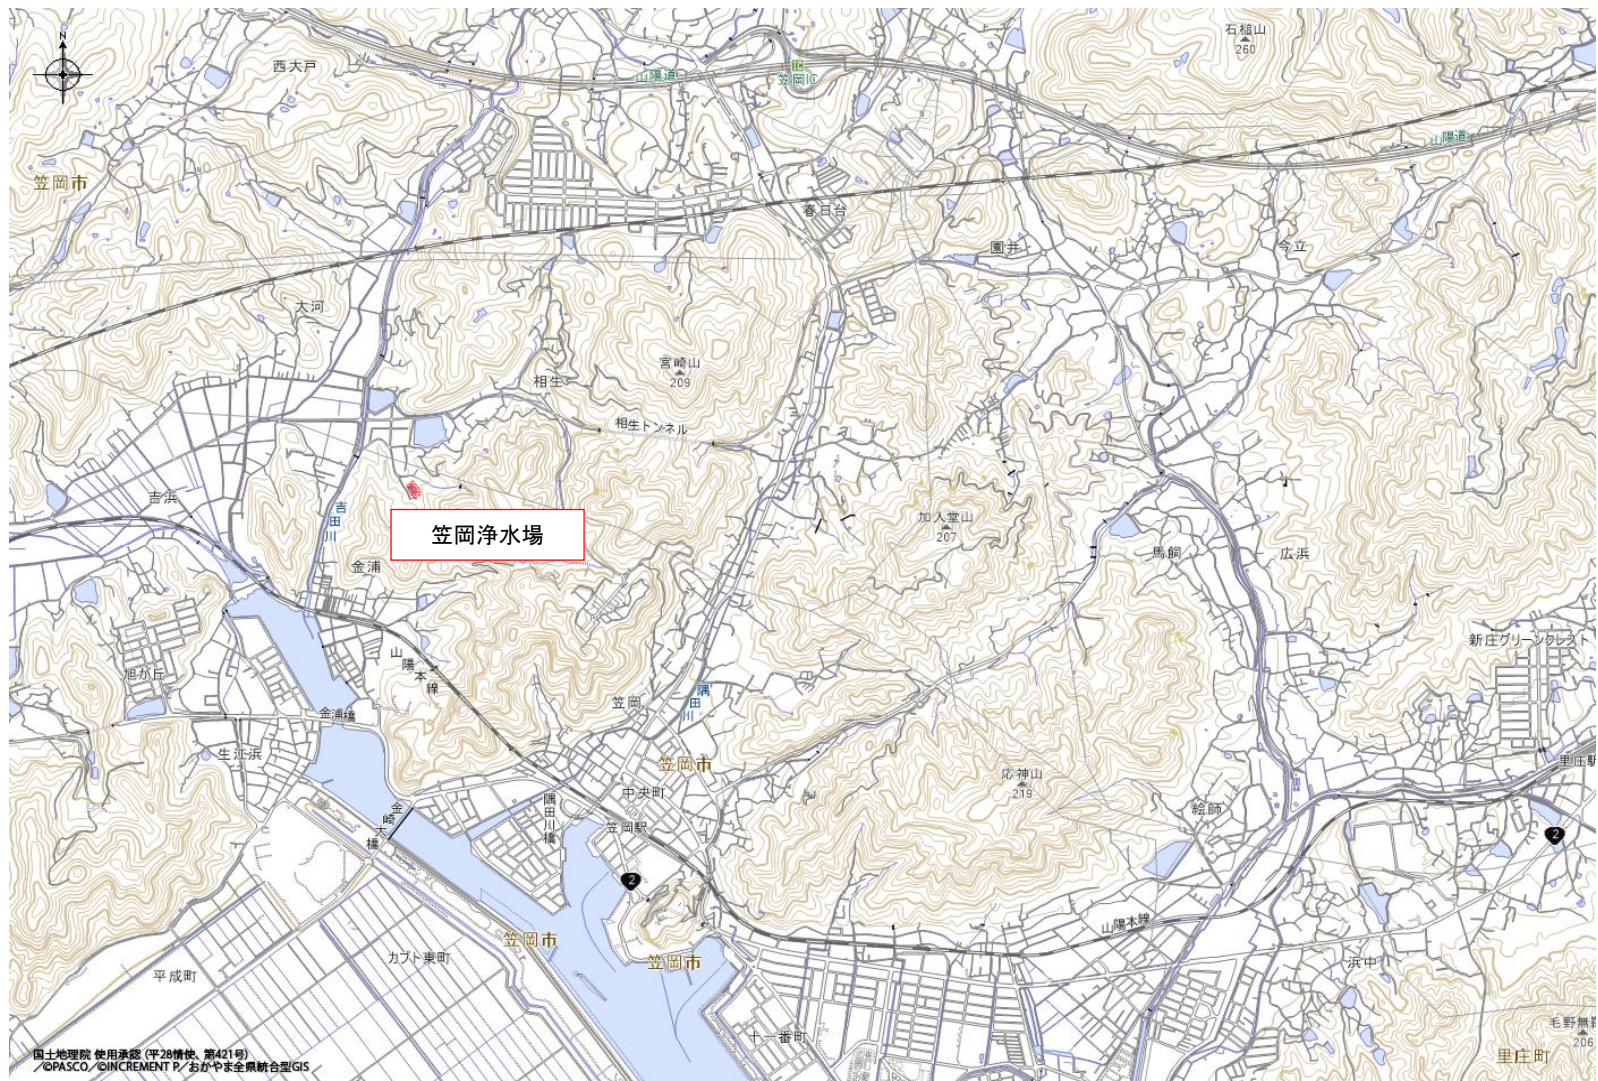 石槌山
260
N
西大戸
山陽道
笠岡IC
山陽道
笠岡市
春日台
園井
今立
大河
宮崎山
209
相生
相生トンネル
吉浜
吉田川
笠岡浄水場
加入堂山
207
金浦
馬飼
広浜
新庄グリーンクレスト
山陽本線
旭が丘
笠岡
隅田川
金浦橋
生江浜
笠岡市
里庄駅
応神山
219
中央町
金崎大橋
隅田川橋
笠岡駅
絵師
2
2
山陽本線
笠岡市
カブト東町
笠岡市
浜中
平成町
十一番町
毛野無羅
206
里庄町
国土地理院 使用承認 (平28情使、第421号)
／©PASCO／©INCREMENT P／おかやま全県統合型GIS